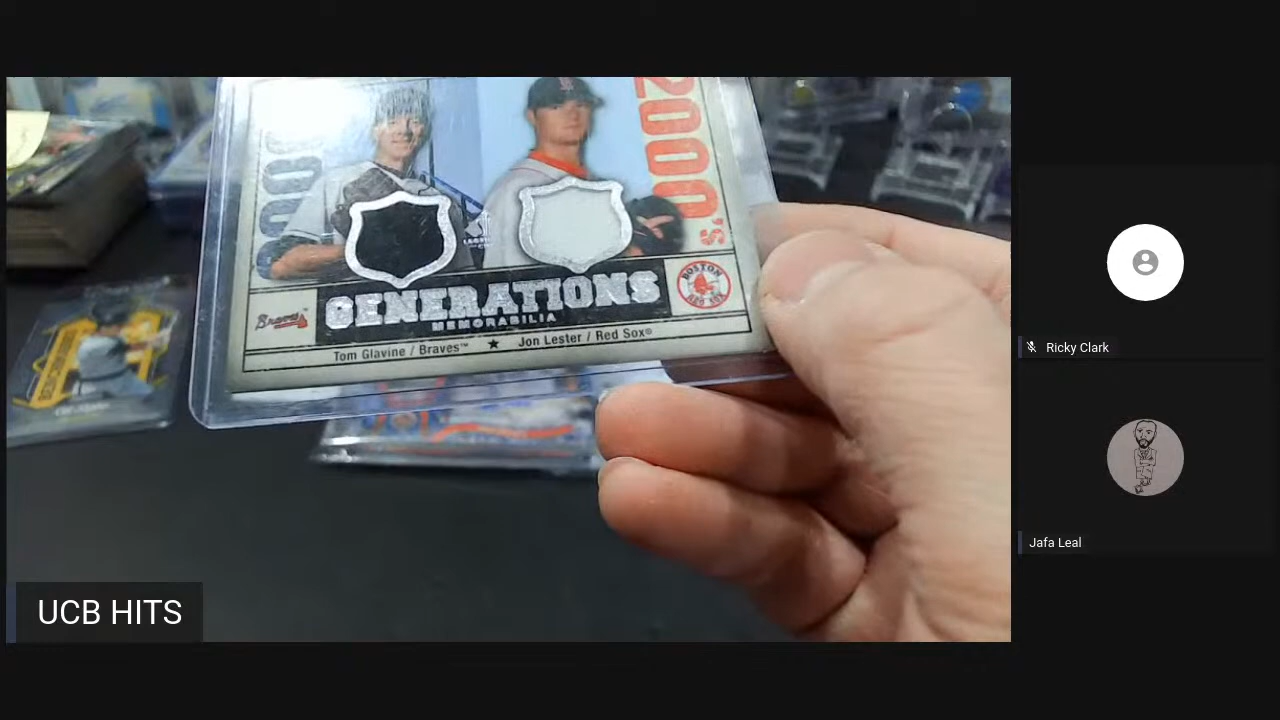 2000's
GENERATIONS
MEMORABILIA
Braves
BOSTON
RED SOX
Tom Glavine / Braves™ ★ Jon Lester / Red Sox®
Ricky Clark
Jafa Leal
UCB HITS